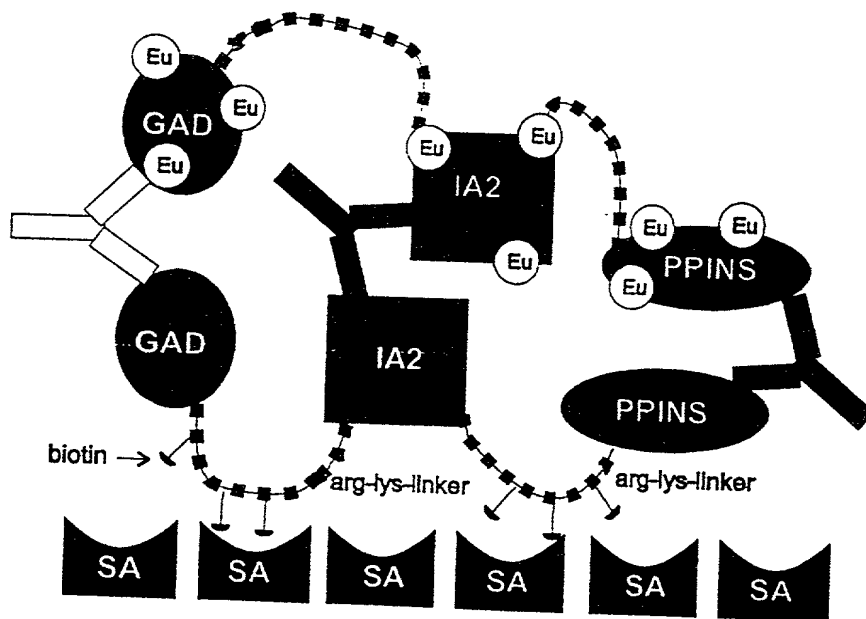 Eu
GAD
Eu
Eu
Eu
Eu
IA2
Eu
Eu
Eu
PPINS
Eu
GAD
IA2
PPINS
biotin
arg-lys-linker
arg-lys-linker
SA
SA
SA
SA
SA
SA